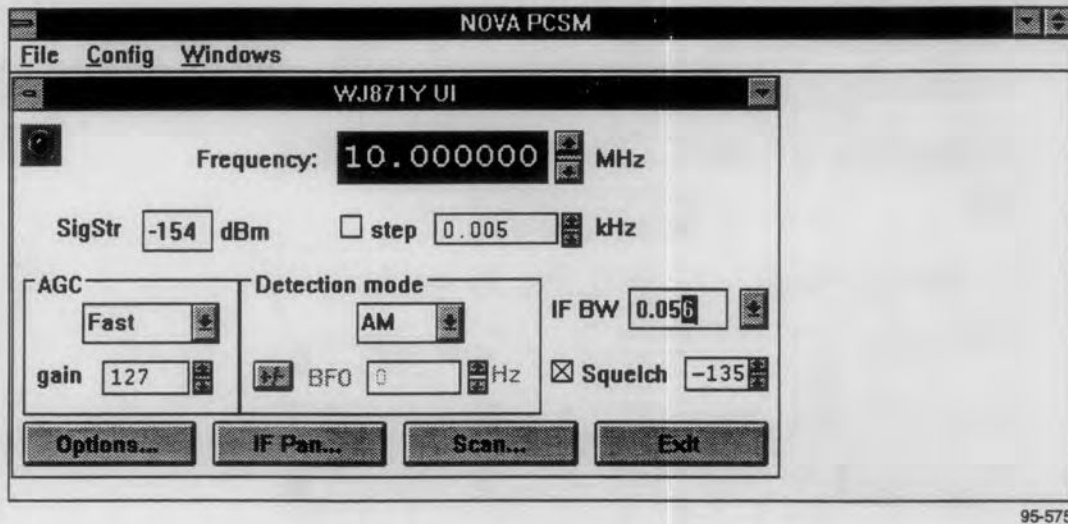 NOVA PCSM
File Config Windows
WJ871Y UI
Frequency: 10.000000 MHz
SigStr -154 dBm step 0.005 kHz
AGC Detection mode
Fast AM IF BW 0.056
gain 127 +/- BFO 0 Hz Squelch -135
Options... IF Pan... Scan... Exit
95-575